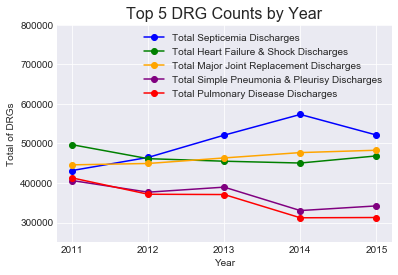 Top 5 DRG Counts by Year
800000
700000
600000
500000
400000
300000
Total of DRGs
Total Septicemia Discharges
Total Heart Failure & Shock Discharges
Total Major Joint Replacement Discharges
Total Simple Pneumonia & Pleurisy Discharges
Total Pulmonary Disease Discharges
2011 2012 2013 2014 2015
Year